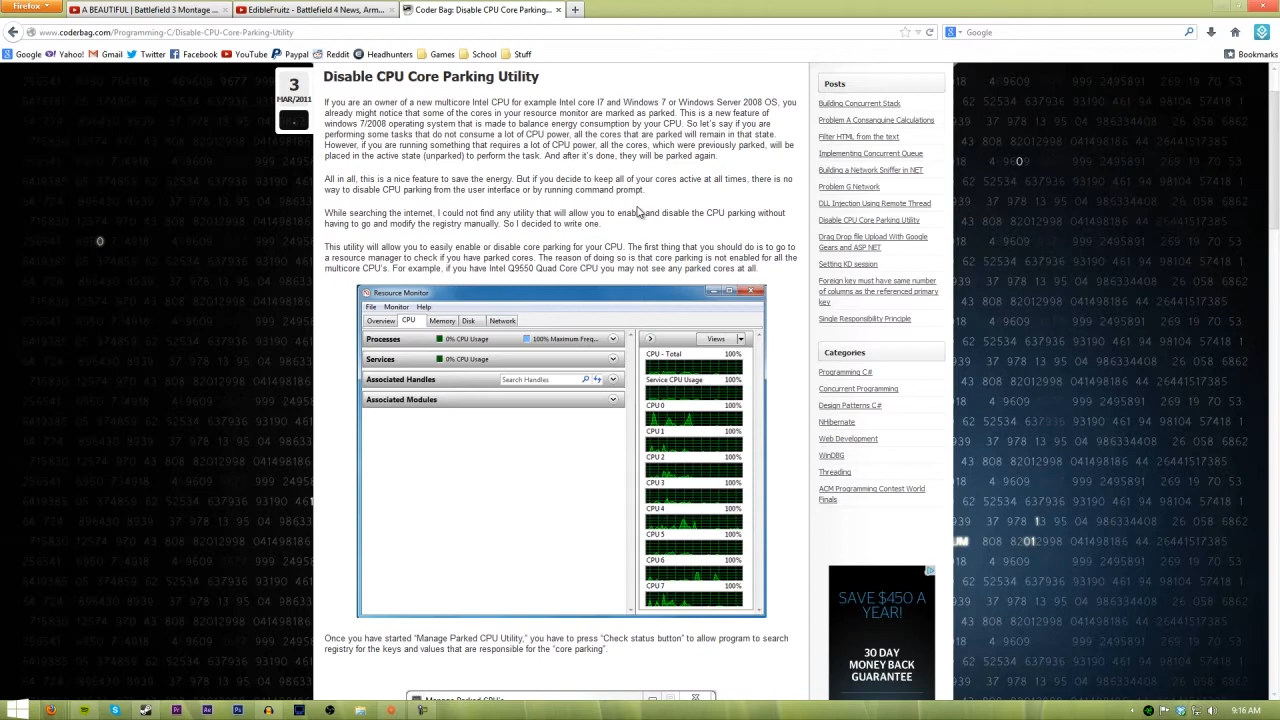 Firefox
A BEAUTIFUL | Battlefield 3 Montage ...
EdibleFruitz - Battlefield 4 News, Arm...
Coder Bag: Disable CPU Core Parking...
www.coderbag.com/Programming-C/Disable-CPU-Core-Parking-Utility
Google
Google Yahoo! Gmail Twitter Facebook YouTube Paypal Reddit Headhunters Games School Stuff
Bookmarks
3
MAR/2011
Disable CPU Core Parking Utility
If you are an owner of a new multicore Intel CPU for example Intel core I7 and Windows 7 or Windows Server 2008 OS, you
already might notice that some of the cores in your resource monitor are marked as parked. This is a new feature of
windows 7/2008 operating system that is made to balance energy consumption by your CPU. So let's say if you are
performing some tasks that do not consume a lot of CPU power, all the cores that are parked will remain in that state.
However, if you are running something that requires a lot of CPU power, all the cores, which were previously parked, will be
placed in the active state (unparked) to perform the task. And after it's done, they will be parked again.
All in all, this is a nice feature to save the energy. But if you decide to keep all of your cores active at all times, there is no
way to disable CPU parking from the user interface or by running command prompt.
While searching the internet, I could not find any utility that will allow you to enable and disable the CPU parking without
having to go and modify the registry manually. So I decided to write one.
This utility will allow you to easily enable or disable core parking for your CPU. The first thing that you should do is to go to
a resource manager to check if you have parked cores. The reason of doing so is that core parking is not enabled for all the
multicore CPU's. For example, if you have Intel Q9550 Quad Core CPU you may not see any parked cores at all.
Resource Monitor
File Monitor Help
Overview CPU Memory Disk Network
Processes 0% CPU Usage 100% Maximum Freq...
Services 0% CPU Usage
Associated Handles Search Handles
Associated Modules
Views
CPU - Total 100%
Service CPU Usage 100%
CPU 0 100%
CPU 1 100%
CPU 2 100%
CPU 3 100%
CPU 4 100%
CPU 5 100%
CPU 6 100%
CPU 7 100%
Once you have started "Manage Parked CPU Utility," you have to press "Check status button" to allow program to search
registry for the keys and values that are responsible for the "core parking".
Manage Parked CPU's
Posts
Building Concurrent Stack
Problem A Consanguine Calculations
Filter HTML from the text
Implementing Concurrent Queue
Building a Network Sniffer in NET
Problem G Network
DLL Injection Using Remote Thread
Disable CPU Core Parking Utility
Drag Drop file Upload With Google
Gears and ASP NET
Setting KD session
Foreign key must have same number
of columns as the referenced primary
key
Single Responsibility Principle
Categories
Programming C#
Concurrent Programming
Design Patterns C#
NHibernate
Web Development
WinDBG
Threading
ACM Programming Contest World
Finals
SAVE $450 A
YEAR!
30 DAY
MONEY BACK
GUARANTEE
9:16 AM